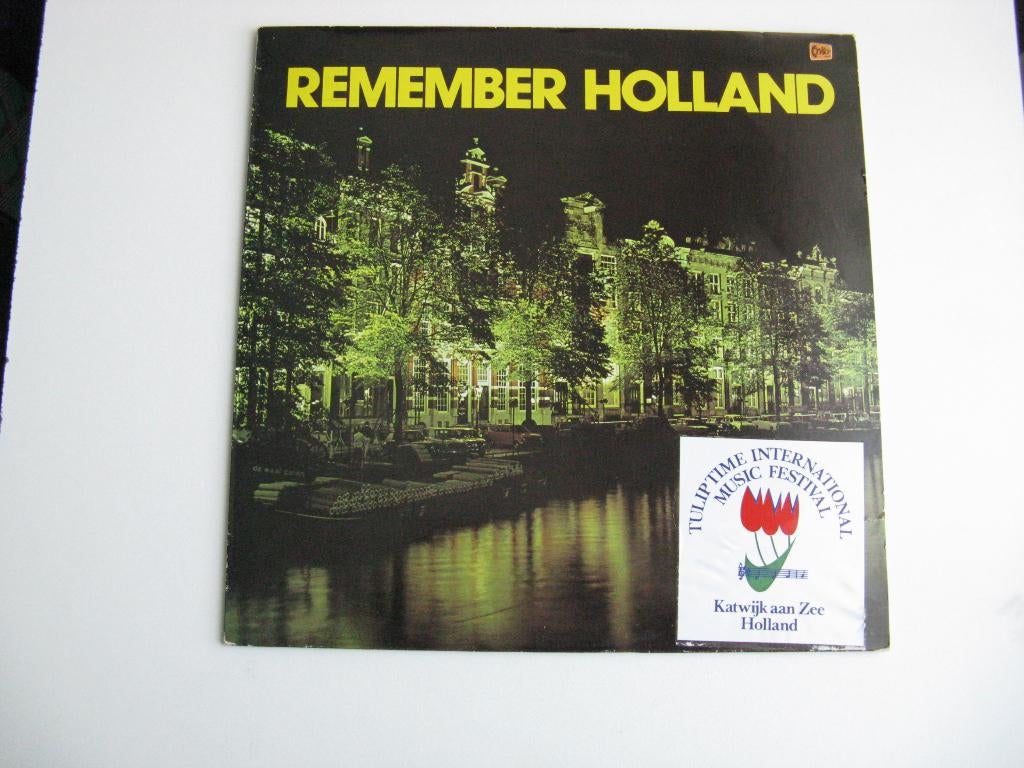 REMEMBER HOLLAND
TULIPTIME INTERNATIONAL
MUSIC FESTIVAL
Katwijk aan Zee
Holland